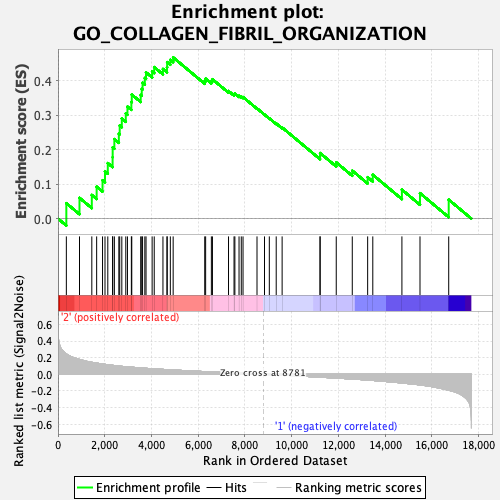 Enrichment plot:
GO_COLLAGEN_FIBRIL_ORGANIZATION
Enrichment score (ES)
0.4
0.3
0.2
0.1
0.0
'2' (positively correlated)
Ranked list metric (Signal2Noise)
0.6
0.4
0.2
0.0
-0.2
-0.4
-0.6
Zero cross at 8781
'1' (negatively correlated)
0 2,000 4,000 6,000 8,000 10,000 12,000 14,000 16,000 18,000
Rank in Ordered Dataset
Enrichment profile Hits Ranking metric scores